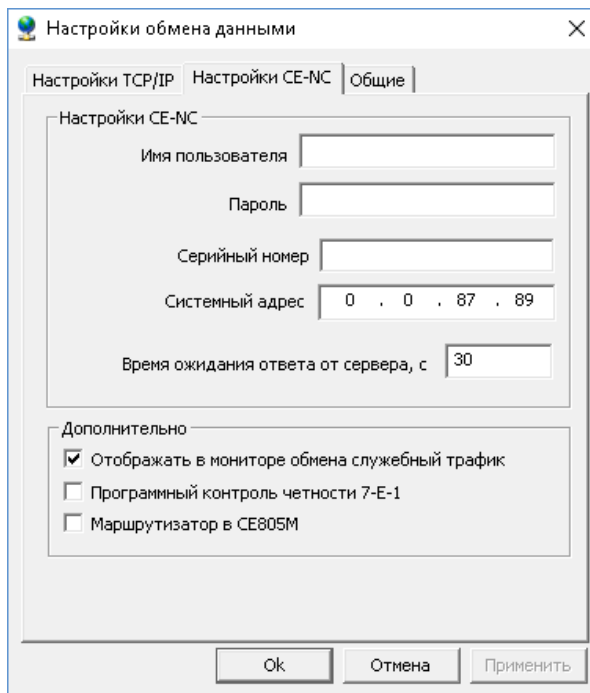 Настройки обмена данными
Настройки TCP/IP Настройки CE-NC Общие
Настройки CE-NC
Имя пользователя
Пароль
Серийный номер
Системный адрес 0 . 0 . 87 . 89
Время ожидания ответа от сервера, с 30
Дополнительно
Отображать в мониторе обмена служебный трафик
Программный контроль четности 7-E-1
Маршрутизатор в CE805M
Ok Отмена Применить